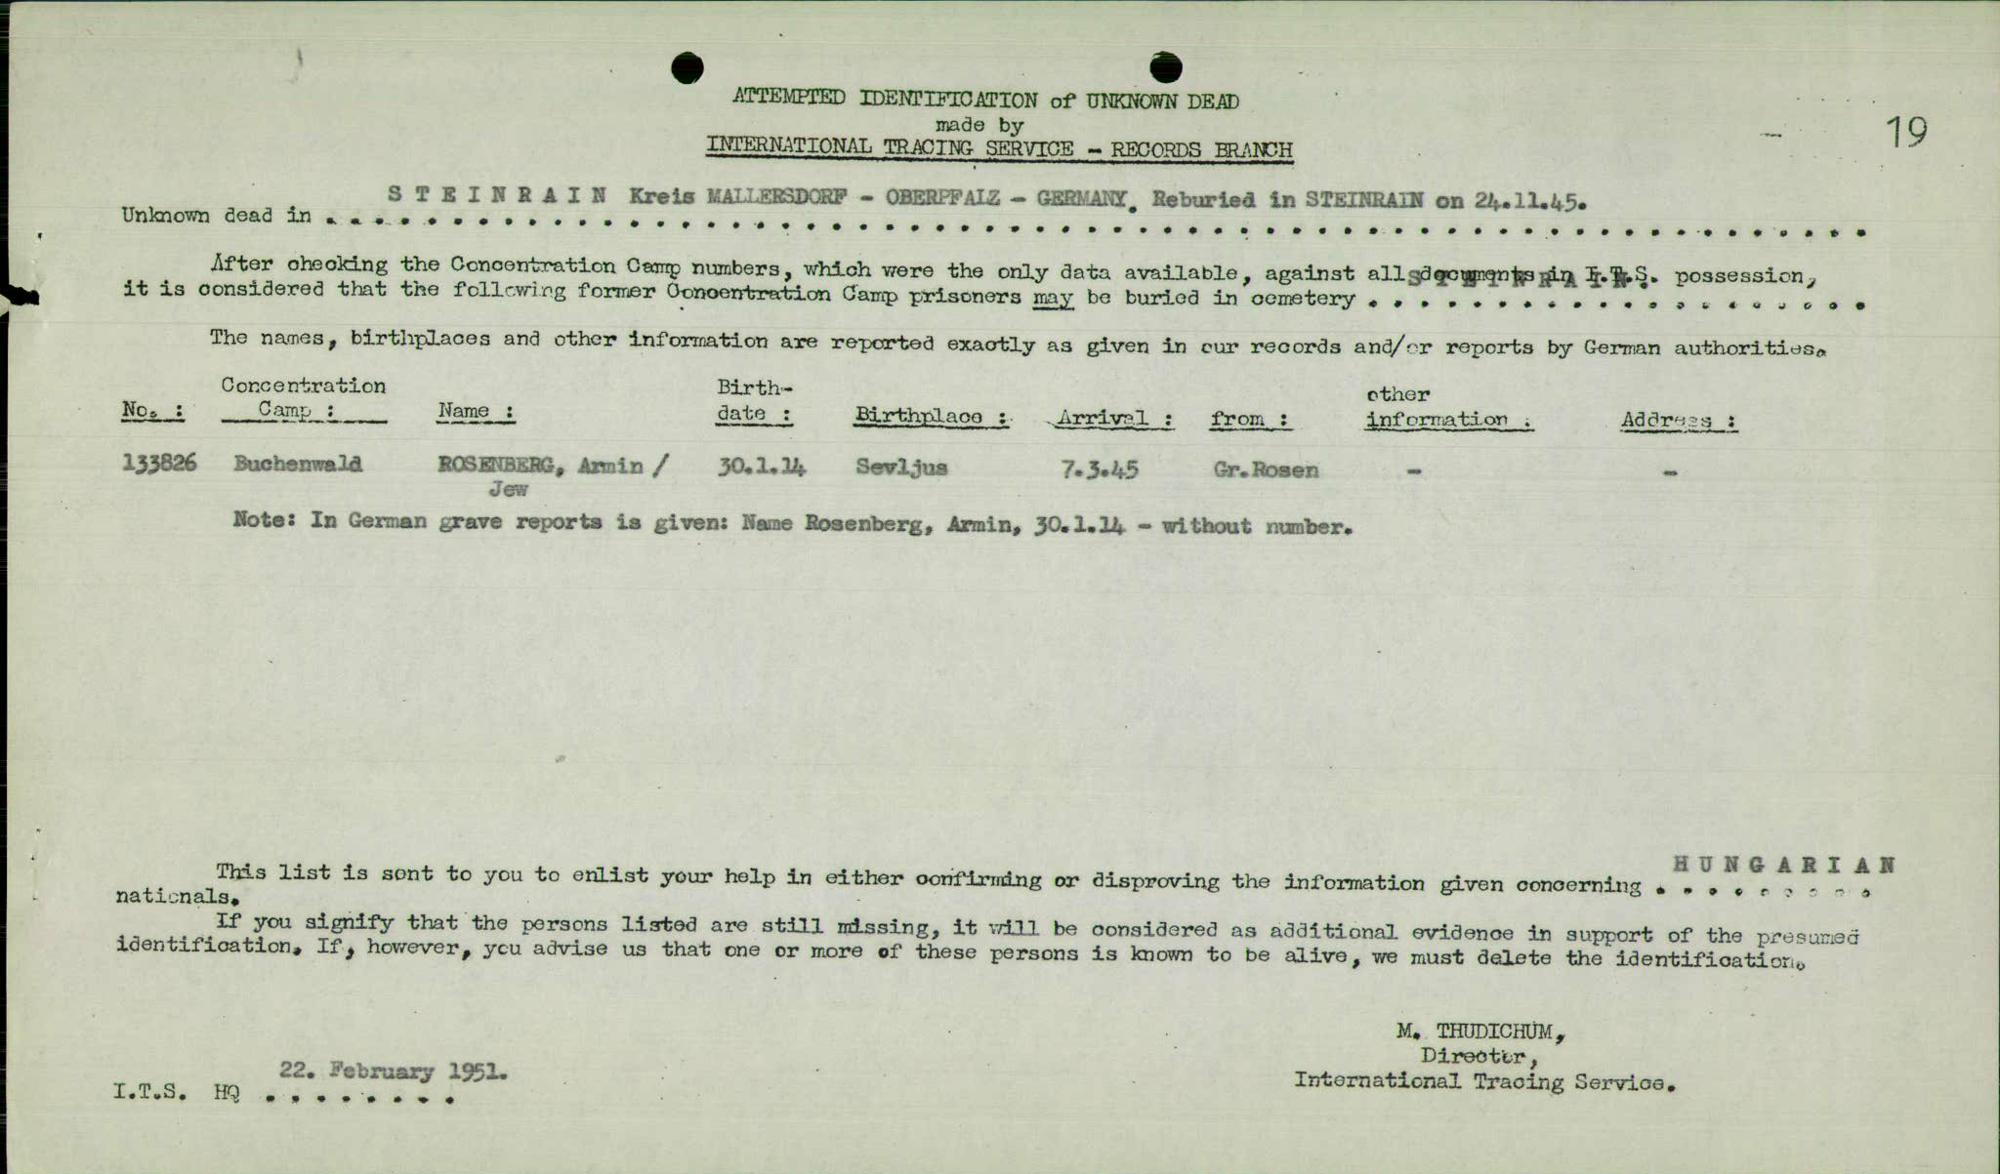 ATTEMPTED IDENTIFICATION of UNKNOWN DEAD
made by
INTERNATIONAL TRACING SERVICE - RECORDS BRANCH
19
S T E I N R A I N Kreis MALLERSDORF - OBERPFALZ - GERMANY. Reburied in STEINRAIN on 24.11.45.
Unknown dead in . . . . . . . . . . . . . . . . . . . . . . . . . . . . . . . . . . . . . . . . . . . . . . . . . . . . . . . . . . . .
After checking the Concentration Camp numbers, which were the only data available, against all documents in I.T.S. possession,
it is considered that the following former Concentration Camp prisoners may be buried in cemetery . . . . . . . . . . . . . . . . . . . .
The names, birthplaces and other information are reported exactly as given in our records and/or reports by German authorities.
No. : Concentration Camp : Name : Birth-date : Birthplace : Arrival : from : other information : Address :
133826 Buchenwald ROSENBERG, Armin / 30.1.14 Sevljus 7.3.45 Gr.Rosen - -
Jew
Note: In German grave reports is given: Name Rosenberg, Armin, 30.1.14 - without number.
H U N G A R I A N
This list is sent to you to enlist your help in either confirming or disproving the information given concerning . . . . . . . . .
nationals.
If you signify that the persons listed are still missing, it will be considered as additional evidence in support of the presumed
identification. If, however, you advise us that one or more of these persons is known to be alive, we must delete the identification.
M. THUDICHUM,
Director,
International Tracing Service.
22. February 1951.
I.T.S. HQ . . . . . . . .